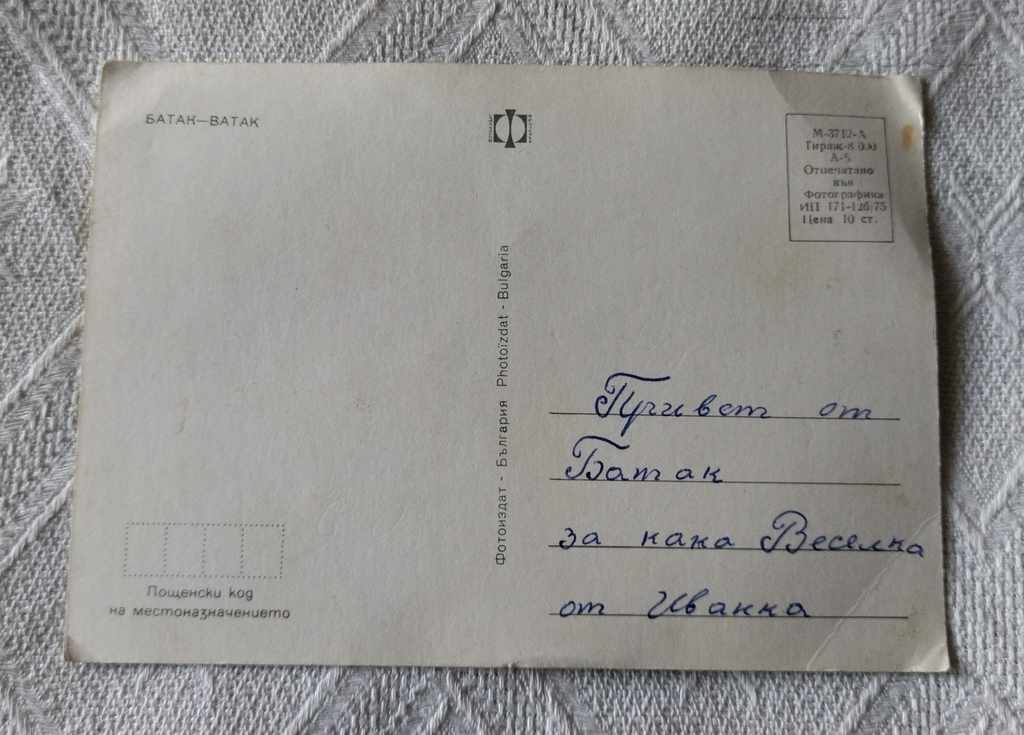 БАТАК—BATAK
М-3712-А
Тираж-8 000
А-5
Отпечатано
във
Фотографика
ИП 171-126/75
Цена 10 ст.
Фотоиздат - България Photoizdat - Bulgaria
Привет от
Батак
за кака Веселка
от Иванка
Пощенски код
на местоназначението